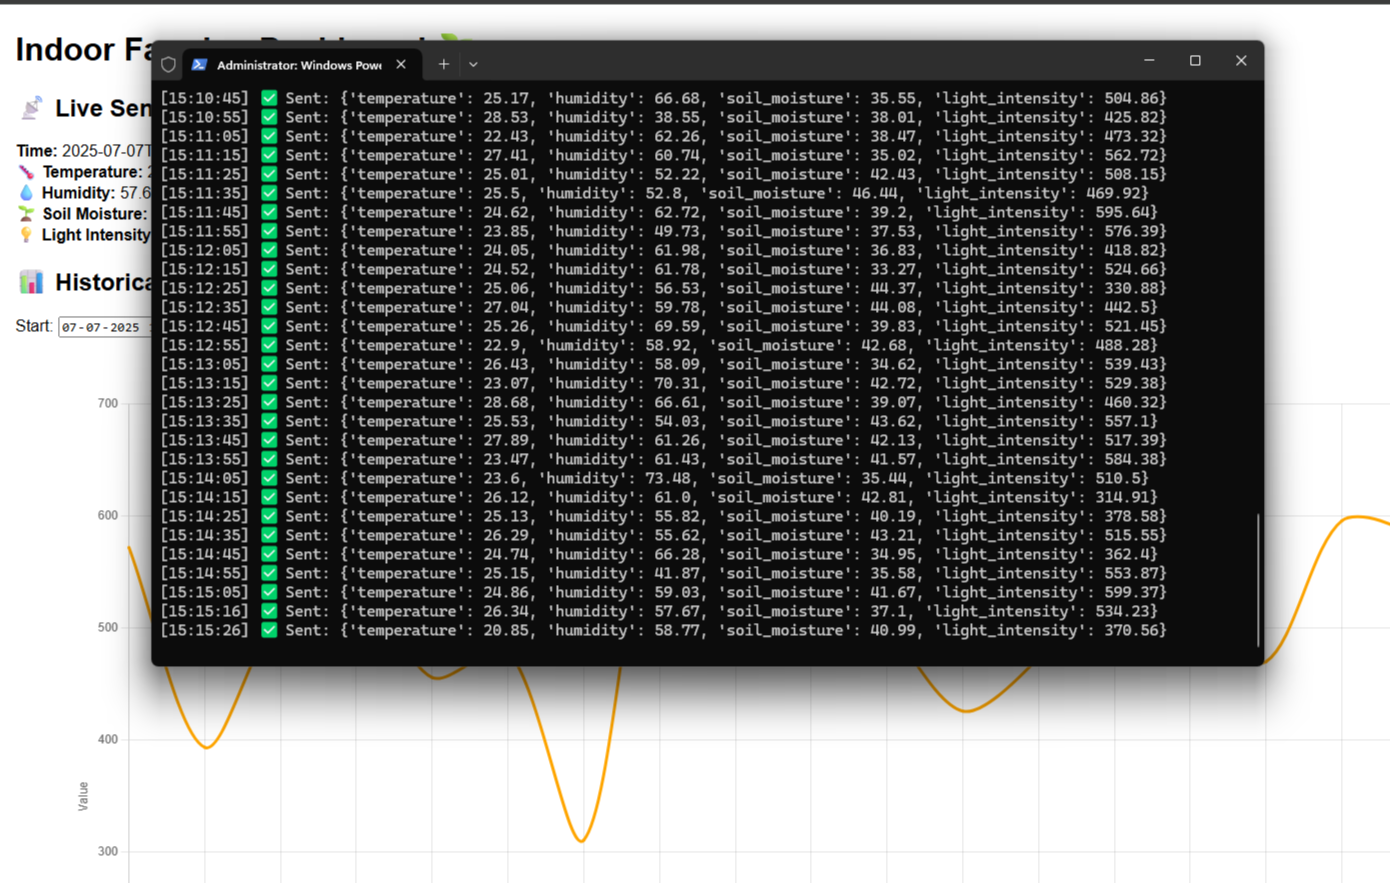 Indoor Fa
Live Sen
Time: 2025-07-07T
Temperature: 2
Humidity: 57.6
Soil Moisture:
Light Intensity
Historica
Start: 07-07-2025
Administrator: Windows Powe
[15:10:45] ✅ Sent: {'temperature': 25.17, 'humidity': 66.68, 'soil_moisture': 35.55, 'light_intensity': 504.86}
[15:10:55] ✅ Sent: {'temperature': 28.53, 'humidity': 38.55, 'soil_moisture': 38.01, 'light_intensity': 425.82}
[15:11:05] ✅ Sent: {'temperature': 22.43, 'humidity': 62.26, 'soil_moisture': 38.47, 'light_intensity': 473.32}
[15:11:15] ✅ Sent: {'temperature': 27.41, 'humidity': 60.74, 'soil_moisture': 35.02, 'light_intensity': 562.72}
[15:11:25] ✅ Sent: {'temperature': 25.01, 'humidity': 52.22, 'soil_moisture': 42.43, 'light_intensity': 508.15}
[15:11:35] ✅ Sent: {'temperature': 25.5, 'humidity': 52.8, 'soil_moisture': 46.44, 'light_intensity': 469.92}
[15:11:45] ✅ Sent: {'temperature': 24.62, 'humidity': 62.72, 'soil_moisture': 39.2, 'light_intensity': 595.64}
[15:11:55] ✅ Sent: {'temperature': 23.85, 'humidity': 49.73, 'soil_moisture': 37.53, 'light_intensity': 576.39}
[15:12:05] ✅ Sent: {'temperature': 24.05, 'humidity': 61.98, 'soil_moisture': 36.83, 'light_intensity': 418.82}
[15:12:15] ✅ Sent: {'temperature': 24.52, 'humidity': 61.78, 'soil_moisture': 33.27, 'light_intensity': 524.66}
[15:12:25] ✅ Sent: {'temperature': 25.06, 'humidity': 56.53, 'soil_moisture': 44.37, 'light_intensity': 330.88}
[15:12:35] ✅ Sent: {'temperature': 27.04, 'humidity': 59.78, 'soil_moisture': 44.08, 'light_intensity': 442.5}
[15:12:45] ✅ Sent: {'temperature': 25.26, 'humidity': 69.59, 'soil_moisture': 39.83, 'light_intensity': 521.45}
[15:12:55] ✅ Sent: {'temperature': 22.9, 'humidity': 58.92, 'soil_moisture': 42.68, 'light_intensity': 488.28}
[15:13:05] ✅ Sent: {'temperature': 26.43, 'humidity': 58.09, 'soil_moisture': 34.62, 'light_intensity': 539.43}
[15:13:15] ✅ Sent: {'temperature': 23.07, 'humidity': 70.31, 'soil_moisture': 42.72, 'light_intensity': 529.38}
[15:13:25] ✅ Sent: {'temperature': 28.68, 'humidity': 66.61, 'soil_moisture': 39.07, 'light_intensity': 460.32}
[15:13:35] ✅ Sent: {'temperature': 25.53, 'humidity': 54.03, 'soil_moisture': 43.62, 'light_intensity': 557.1}
[15:13:45] ✅ Sent: {'temperature': 27.89, 'humidity': 61.26, 'soil_moisture': 42.13, 'light_intensity': 517.39}
[15:13:55] ✅ Sent: {'temperature': 23.47, 'humidity': 61.43, 'soil_moisture': 41.57, 'light_intensity': 584.38}
[15:14:05] ✅ Sent: {'temperature': 23.6, 'humidity': 73.48, 'soil_moisture': 35.44, 'light_intensity': 510.5}
[15:14:15] ✅ Sent: {'temperature': 26.12, 'humidity': 61.0, 'soil_moisture': 42.81, 'light_intensity': 314.91}
[15:14:25] ✅ Sent: {'temperature': 25.13, 'humidity': 55.82, 'soil_moisture': 40.19, 'light_intensity': 378.58}
[15:14:35] ✅ Sent: {'temperature': 26.29, 'humidity': 55.62, 'soil_moisture': 43.21, 'light_intensity': 515.55}
[15:14:45] ✅ Sent: {'temperature': 24.74, 'humidity': 66.28, 'soil_moisture': 34.95, 'light_intensity': 362.4}
[15:14:55] ✅ Sent: {'temperature': 25.15, 'humidity': 41.87, 'soil_moisture': 35.58, 'light_intensity': 553.87}
[15:15:05] ✅ Sent: {'temperature': 24.86, 'humidity': 59.03, 'soil_moisture': 41.67, 'light_intensity': 599.37}
[15:15:16] ✅ Sent: {'temperature': 26.34, 'humidity': 57.67, 'soil_moisture': 37.1, 'light_intensity': 534.23}
[15:15:26] ✅ Sent: {'temperature': 20.85, 'humidity': 58.77, 'soil_moisture': 40.99, 'light_intensity': 370.56}
700
600
500
400
300
Value